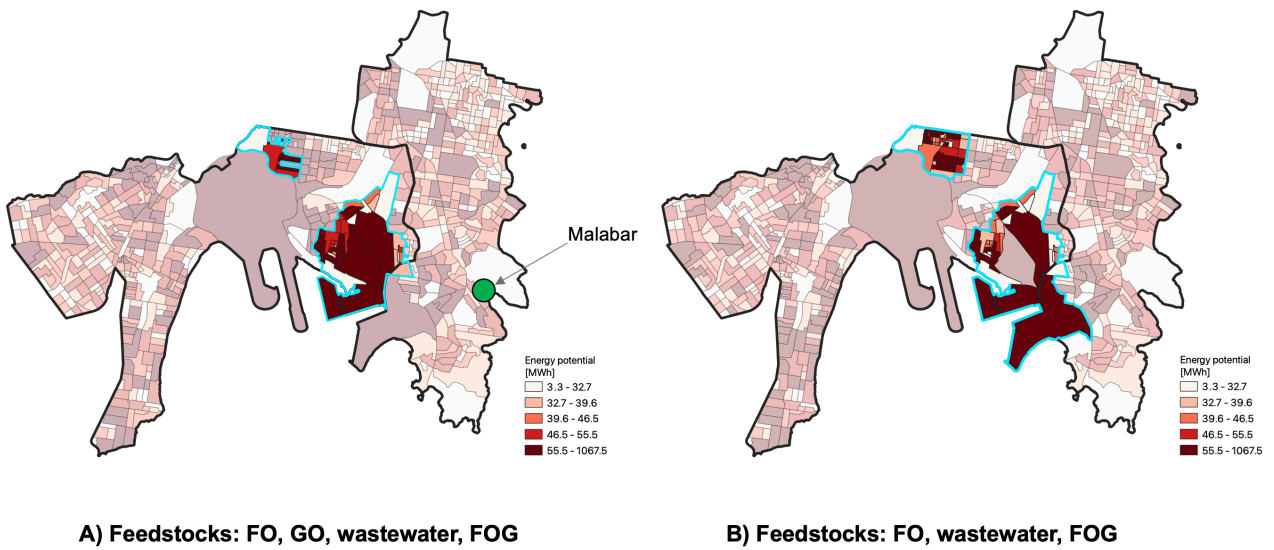 Malabar
Energy potential
[MWh]
3.3 - 32.7
32.7 - 39.6
39.6 - 46.5
46.5 - 55.5
55.5 - 1067.5
Energy potential
[MWh]
3.3 - 32.7
32.7 - 39.6
39.6 - 46.5
46.5 - 55.5
55.5 - 1067.5
A) Feedstocks: FO, GO, wastewater, FOG
B) Feedstocks: FO, wastewater, FOG